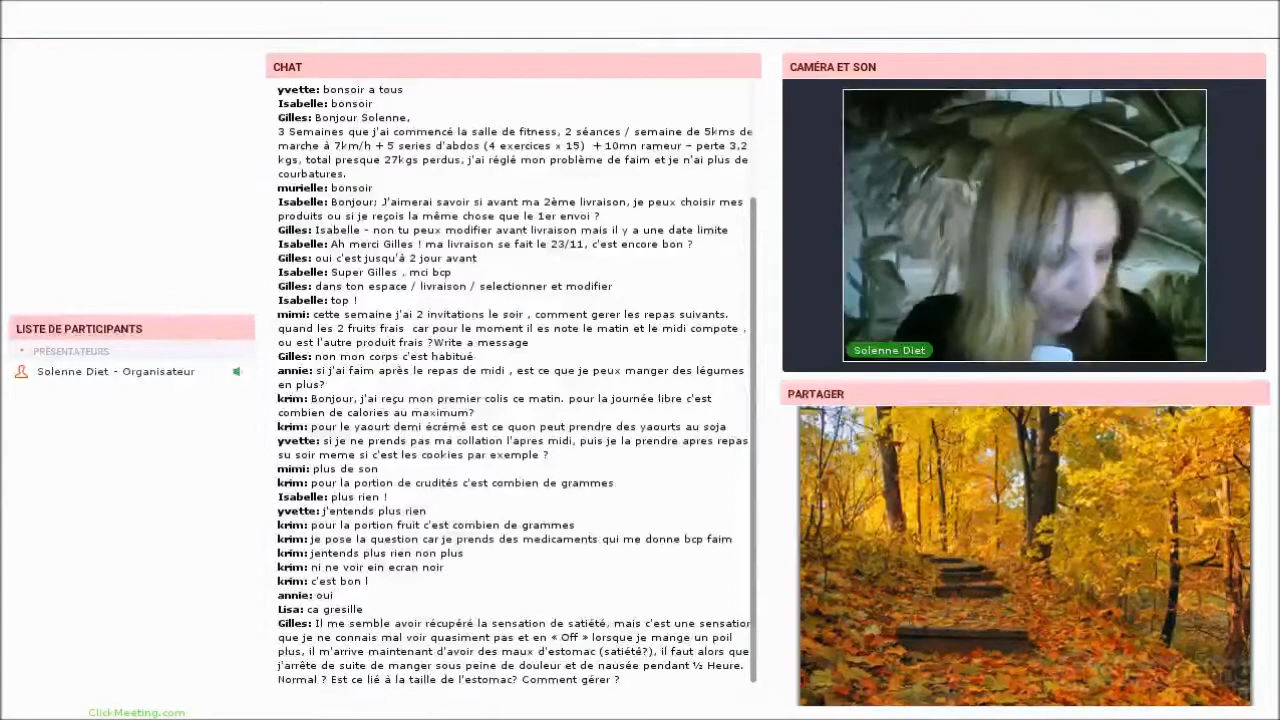 CHAT
yvette: bonsoir a tous
Isabelle: bonsoir
Gilles: Bonjour Solenne,
3 Semaines que j'ai commencé la salle de fitness, 2 séances / semaine de 5kms de
marche à 7km/h + 5 series d'abdos (4 exercices x 15) + 10mn rameur - perte 3,2
kgs, total presque 27kgs perdus, j'ai réglé mon problème de faim et je n'ai plus de
courbatures.
murielle: bonsoir
Isabelle: Bonjour; J'aimerai savoir si avant ma 2ème livraison, je peux choisir mes
produits ou si je reçois la même chose que le 1er envoi ?
Gilles: Isabelle - non tu peux modifier avant livraison mais il y a une date limite
Isabelle: Ah merci Gilles ! ma livraison se fait le 23/11, c'est encore bon ?
Gilles: oui c'est jusqu'à 2 jour avant
Isabelle: Super Gilles , mci bcp
Gilles: dans ton espace / livraison / selectionner et modifier
Isabelle: top !
mimi: cette semaine j'ai 2 invitations le soir , comment gerer les repas suivants.
quand les 2 fruits frais car pour le moment il es note le matin et le midi compote ,
ou est l'autre produit frais ?Write a message
Gilles: non mon corps c'est habitué
annie: si j'ai faim après le repas de midi , est ce que je peux manger des légumes
en plus?
krim: Bonjour, j'ai reçu mon premier colis ce matin. pour la journée libre c'est
combien de calories au maximum?
krim: pour le yaourt demi écrémé est ce quon peut prendre des yaourts au soja
yvette: si je ne prends pas ma collation l'apres midi, puis je la prendre apres repas
su soir meme si c'est les cookies par exemple ?
mimi: plus de son
krim: pour la portion de crudités c'est combien de grammes
Isabelle: plus rien !
yvette: j'entends plus rien
krim: pour la portion fruit c'est combien de grammes
krim: je pose la question car je prends des medicaments qui me donne bcp faim
krim: jentends plus rien non plus
krim: ni ne voir ein ecran noir
krim: c'est bon l
annie: oui
Lisa: ca gresille
Gilles: Il me semble avoir récupéré la sensation de satiété, mais c'est une sensation
que je ne connais mal voir quasiment pas et en « Off » lorsque je mange un poil
plus, il m'arrive maintenant d'avoir des maux d'estomac (satiété?), il faut alors que
j'arrête de suite de manger sous peine de douleur et de nausée pendant ½ Heure.
Normal ? Est ce lié à la taille de l'estomac? Comment gérer ?
LISTE DE PARTICIPANTS
PRÉSENTATEURS
Solenne Diet - Organisateur
ClickMeeting.com
CAMÉRA ET SON
Solenne Diet
PARTAGER